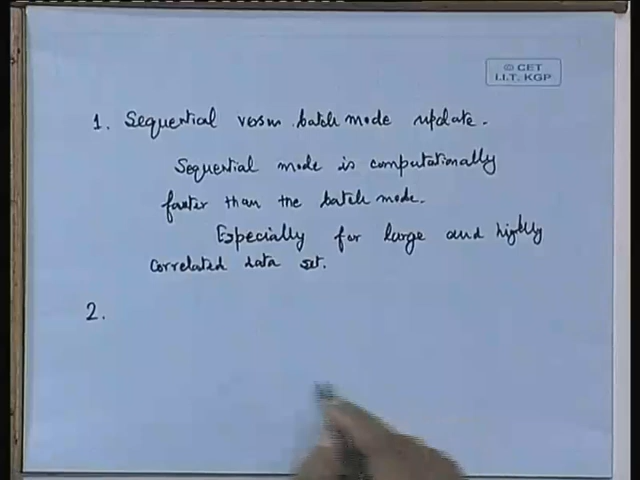 © CET
I.I.T. KGP
1. Sequential versus batch mode update.
Sequential mode is computationally
faster than the batch mode.
Especially for large and highly
correlated data set.
2.